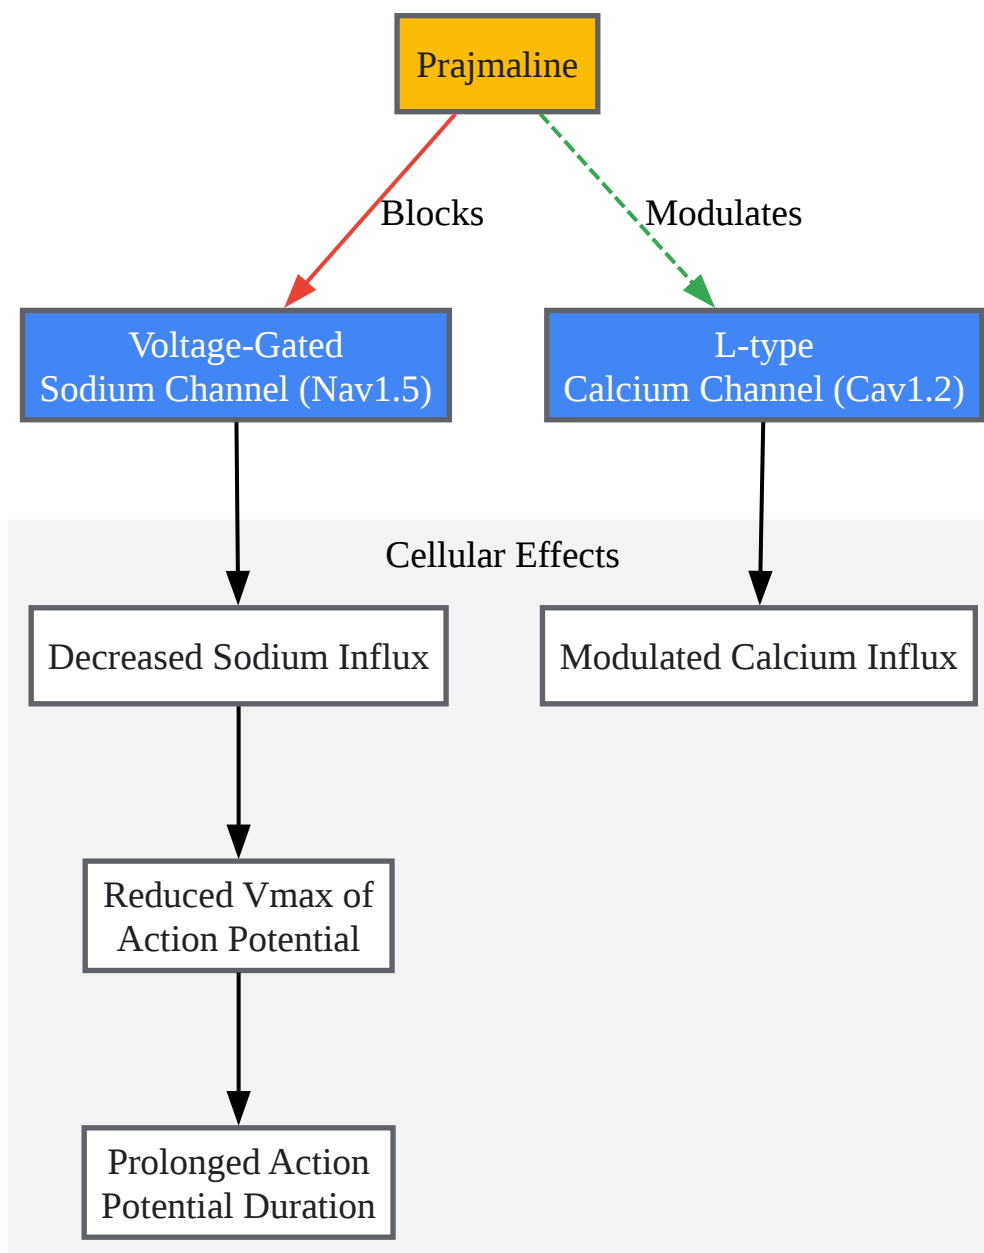 Prajmaline
Blocks
Modulates
Voltage-Gated
Sodium Channel (Nav1.5)
L-type
Calcium Channel (Cav1.2)
Cellular Effects
Decreased Sodium Influx
Modulated Calcium Influx
Reduced Vmax of
Action Potential
Prolonged Action
Potential Duration